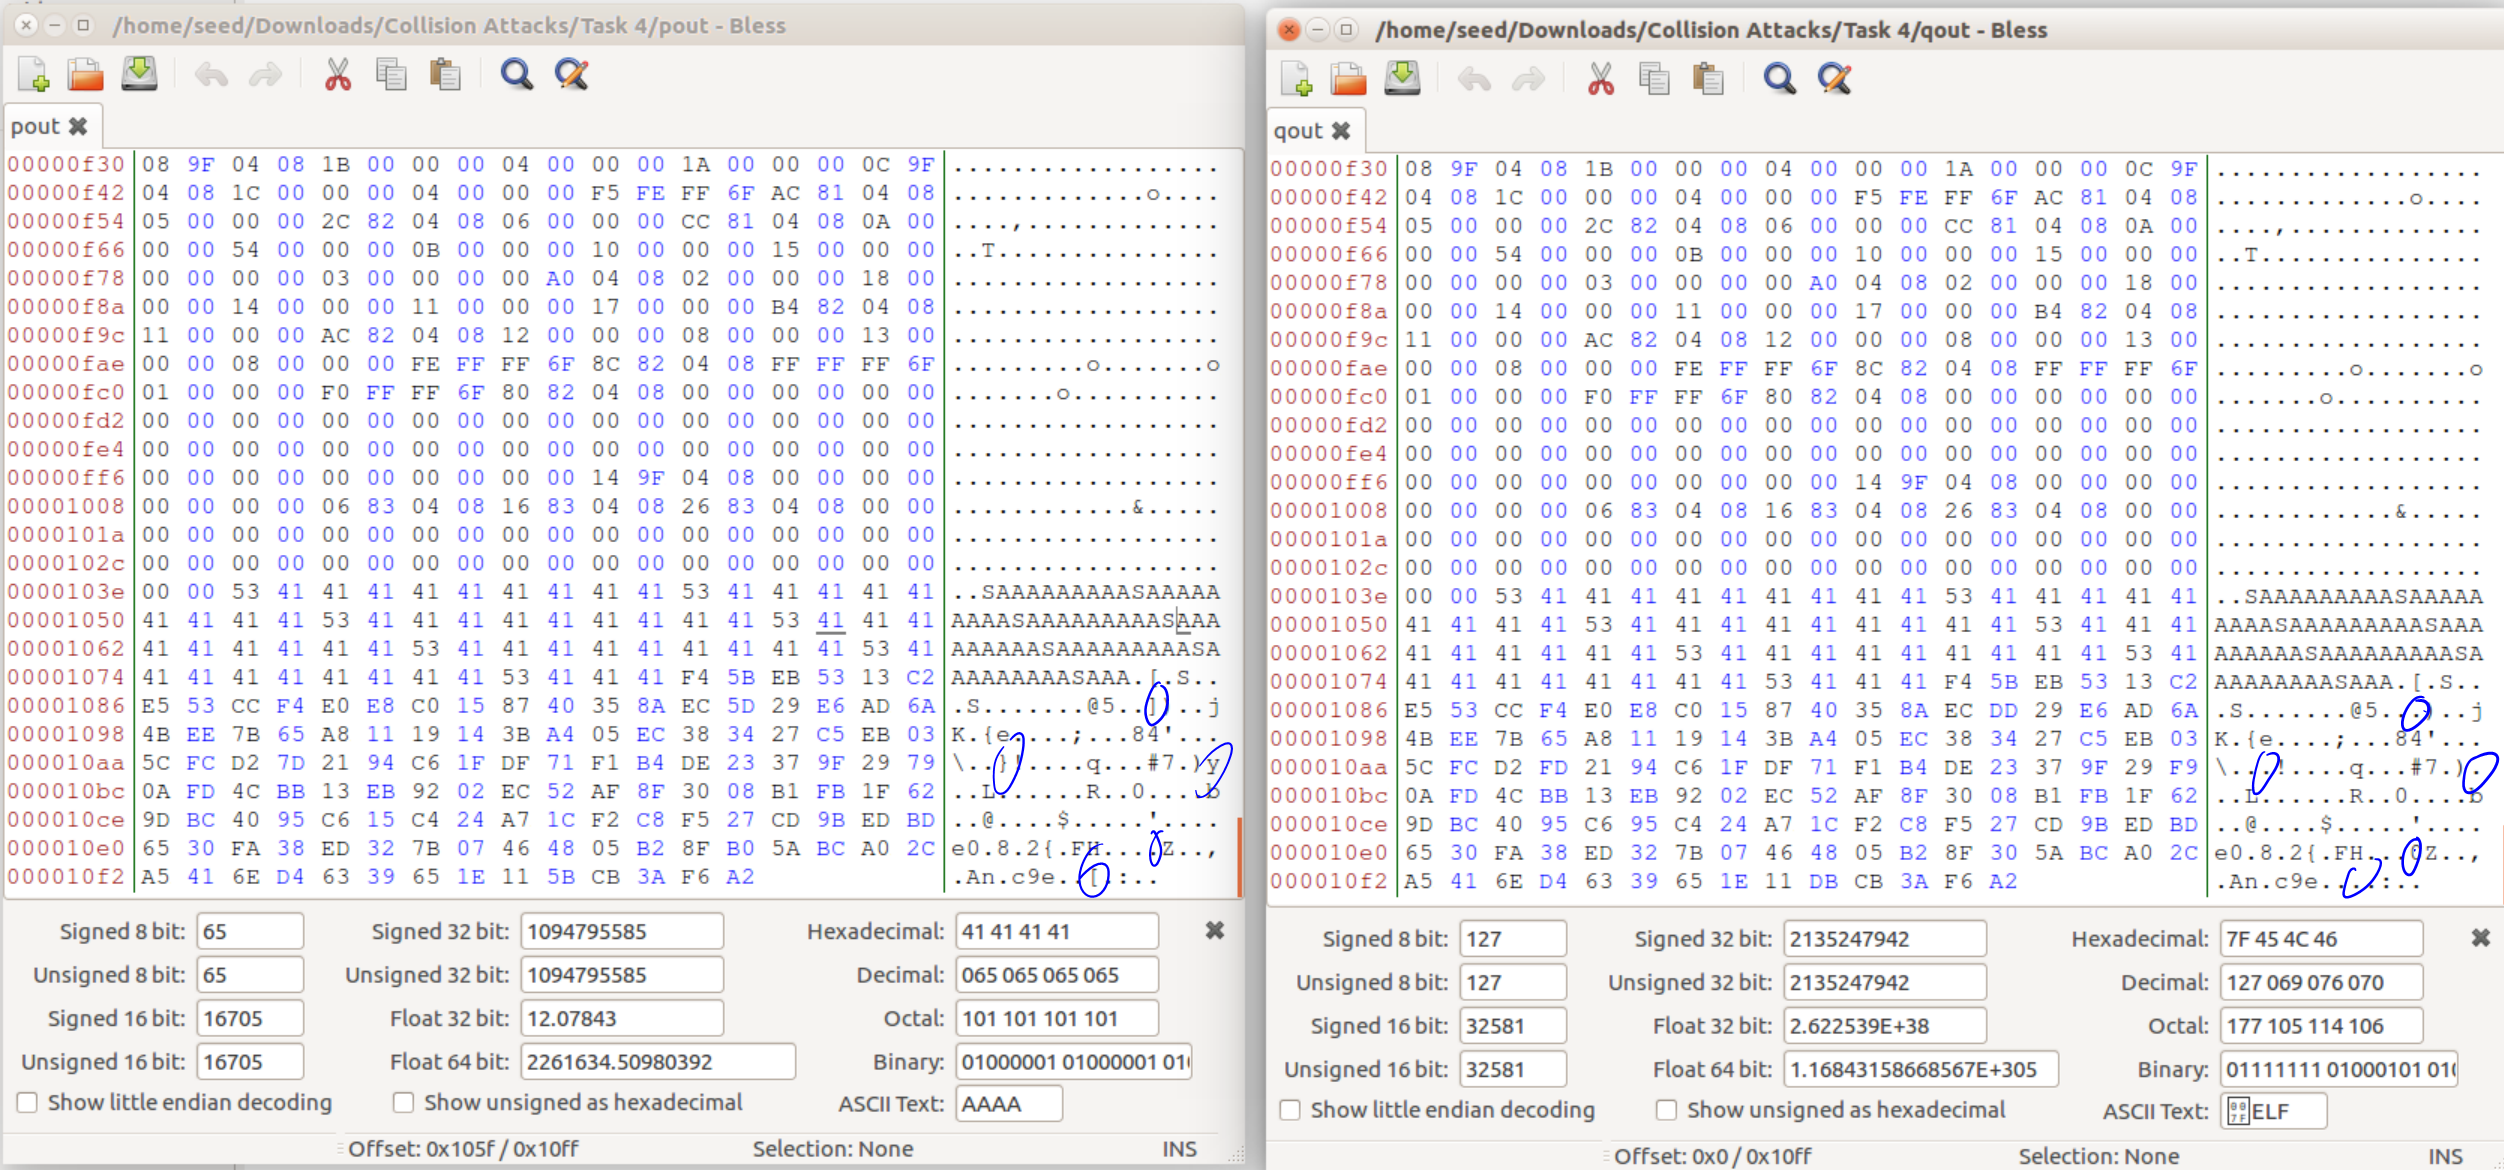 /home/seed/Downloads/Collision Attacks/Task 4/pout - Bless
pout
00000f30 08 9F 04 08 1B 00 00 00 04 00 00 00 1A 00 00 00 0C 9F ..................
00000f42 04 08 1C 00 00 00 04 00 00 00 F5 FE FF 6F AC 81 04 08 .............o....
00000f54 05 00 00 00 2C 82 04 08 06 00 00 00 CC 81 04 08 0A 00 ....,.............
00000f66 00 00 54 00 00 00 0B 00 00 00 10 00 00 00 15 00 00 00 ..T...............
00000f78 00 00 00 00 03 00 00 00 00 A0 04 08 02 00 00 00 18 00 ..................
00000f8a 00 00 14 00 00 00 11 00 00 00 17 00 00 00 B4 82 04 08 ..................
00000f9c 11 00 00 00 AC 82 04 08 12 00 00 00 08 00 00 00 13 00 ..................
00000fae 00 00 08 00 00 00 FE FF FF 6F 8C 82 04 08 FF FF FF 6F .........o.......o
00000fc0 01 00 00 00 F0 FF FF 6F 80 82 04 08 00 00 00 00 00 00 .......o..........
00000fd2 00 00 00 00 00 00 00 00 00 00 00 00 00 00 00 00 00 00 ..................
00000fe4 00 00 00 00 00 00 00 00 00 00 00 00 00 00 00 00 00 00 ..................
00000ff6 00 00 00 00 00 00 00 00 00 00 14 9F 04 08 00 00 00 00 ..................
00001008 00 00 00 00 06 83 04 08 16 83 04 08 26 83 04 08 00 00 ............&.....
0000101a 00 00 00 00 00 00 00 00 00 00 00 00 00 00 00 00 00 00 ..................
0000102c 00 00 00 00 00 00 00 00 00 00 00 00 00 00 00 00 00 00 ..................
0000103e 00 00 53 41 41 41 41 41 41 41 41 41 53 41 41 41 41 41 ..SAAAAAAAAASAAAAA
00001050 41 41 41 41 53 41 41 41 41 41 41 41 41 41 53 41 41 41 AAAASAAAAAAAAASAAA
00001062 41 41 41 41 41 41 53 41 41 41 41 41 41 41 41 41 53 41 AAAAAASAAAAAAAAASA
00001074 41 41 41 41 41 41 41 41 53 41 41 41 F4 5B EB 53 13 C2 AAAAAAAASAAA.[.S..
00001086 E5 53 CC F4 E0 E8 C0 15 87 40 35 8A EC 5D 29 E6 AD 6A .S.......@5..])..j
00001098 4B EE 7B 65 A8 11 19 14 3B A4 05 EC 38 34 27 C5 EB 03 K.{e....;...84'...
000010aa 5C FC D2 7D 21 94 C6 1F DF 71 F1 B4 DE 23 37 9F 29 79 \..}!....q...#7.)y
000010bc 0A FD 4C BB 13 EB 92 02 EC 52 AF 8F 30 08 B1 FB 1F 62 ..L......R..0....b
000010ce 9D BC 40 95 C6 15 C4 24 A7 1C F2 C8 F5 27 CD 9B ED BD ..@....$.....'....
000010e0 65 30 FA 38 ED 32 7B 07 46 48 05 B2 8F B0 5A BC A0 2C e0.8.2{.FH....Z..,
000010f2 A5 41 6E D4 63 39 65 1E 11 5B CB 3A F6 A2 .An.c9e..[.:..
Signed 8 bit: 65 Signed 32 bit: 1094795585 Hexadecimal: 41 41 41 41
Unsigned 8 bit: 65 Unsigned 32 bit: 1094795585 Decimal: 065 065 065 065
Signed 16 bit: 16705 Float 32 bit: 12.07843 Octal: 101 101 101 101
Unsigned 16 bit: 16705 Float 64 bit: 2261634.50980392 Binary: 01000001 01000001 01
Show little endian decoding Show unsigned as hexadecimal ASCII Text: AAAA
Offset: 0x105f / 0x10ff Selection: None INS
/home/seed/Downloads/Collision Attacks/Task 4/qout - Bless
qout
00000f30 08 9F 04 08 1B 00 00 00 04 00 00 00 1A 00 00 00 0C 9F ..................
00000f42 04 08 1C 00 00 00 04 00 00 00 F5 FE FF 6F AC 81 04 08 .............o....
00000f54 05 00 00 00 2C 82 04 08 06 00 00 00 CC 81 04 08 0A 00 ....,.............
00000f66 00 00 54 00 00 00 0B 00 00 00 10 00 00 00 15 00 00 00 ..T...............
00000f78 00 00 00 00 03 00 00 00 00 A0 04 08 02 00 00 00 18 00 ..................
00000f8a 00 00 14 00 00 00 11 00 00 00 17 00 00 00 B4 82 04 08 ..................
00000f9c 11 00 00 00 AC 82 04 08 12 00 00 00 08 00 00 00 13 00 ..................
00000fae 00 00 08 00 00 00 FE FF FF 6F 8C 82 04 08 FF FF FF 6F .........o.......o
00000fc0 01 00 00 00 F0 FF FF 6F 80 82 04 08 00 00 00 00 00 00 .......o..........
00000fd2 00 00 00 00 00 00 00 00 00 00 00 00 00 00 00 00 00 00 ..................
00000fe4 00 00 00 00 00 00 00 00 00 00 00 00 00 00 00 00 00 00 ..................
00000ff6 00 00 00 00 00 00 00 00 00 00 14 9F 04 08 00 00 00 00 ..................
00001008 00 00 00 00 06 83 04 08 16 83 04 08 26 83 04 08 00 00 ............&.....
0000101a 00 00 00 00 00 00 00 00 00 00 00 00 00 00 00 00 00 00 ..................
0000102c 00 00 00 00 00 00 00 00 00 00 00 00 00 00 00 00 00 00 ..................
0000103e 00 00 53 41 41 41 41 41 41 41 41 41 53 41 41 41 41 41 ..SAAAAAAAAASAAAAA
00001050 41 41 41 41 53 41 41 41 41 41 41 41 41 41 53 41 41 41 AAAASAAAAAAAAASAAA
00001062 41 41 41 41 41 41 53 41 41 41 41 41 41 41 41 41 53 41 AAAAAASAAAAAAAAASA
00001074 41 41 41 41 41 41 41 41 53 41 41 41 F4 5B EB 53 13 C2 AAAAAAAASAAA.[.S..
00001086 E5 53 CC F4 E0 E8 C0 15 87 40 35 8A EC DD 29 E6 AD 6A .S.......@5...)..j
00001098 4B EE 7B 65 A8 11 19 14 3B A4 05 EC 38 34 27 C5 EB 03 K.{e....;...84'...
000010aa 5C FC D2 FD 21 94 C6 1F DF 71 F1 B4 DE 23 37 9F 29 F9 \...!....q...#7.).
000010bc 0A FD 4C BB 13 EB 92 02 EC 52 AF 8F 30 08 B1 FB 1F 62 ..L......R..0....b
000010ce 9D BC 40 95 C6 95 C4 24 A7 1C F2 C8 F5 27 CD 9B ED BD ..@....$.....'....
000010e0 65 30 FA 38 ED 32 7B 07 46 48 05 B2 8F 30 5A BC A0 2C e0.8.2{.FH...0Z..,
000010f2 A5 41 6E D4 63 39 65 1E 11 DB CB 3A F6 A2 .An.c9e....:..
Signed 8 bit: 127 Signed 32 bit: 2135247942 Hexadecimal: 7F 45 4C 46
Unsigned 8 bit: 127 Unsigned 32 bit: 2135247942 Decimal: 127 069 076 070
Signed 16 bit: 32581 Float 32 bit: 2.622539E+38 Octal: 177 105 114 106
Unsigned 16 bit: 32581 Float 64 bit: 1.16843158668567E+305 Binary: 01111111 01000101 01
Show little endian decoding Show unsigned as hexadecimal ASCII Text: ELF
Offset: 0x0 / 0x10ff Selection: None INS